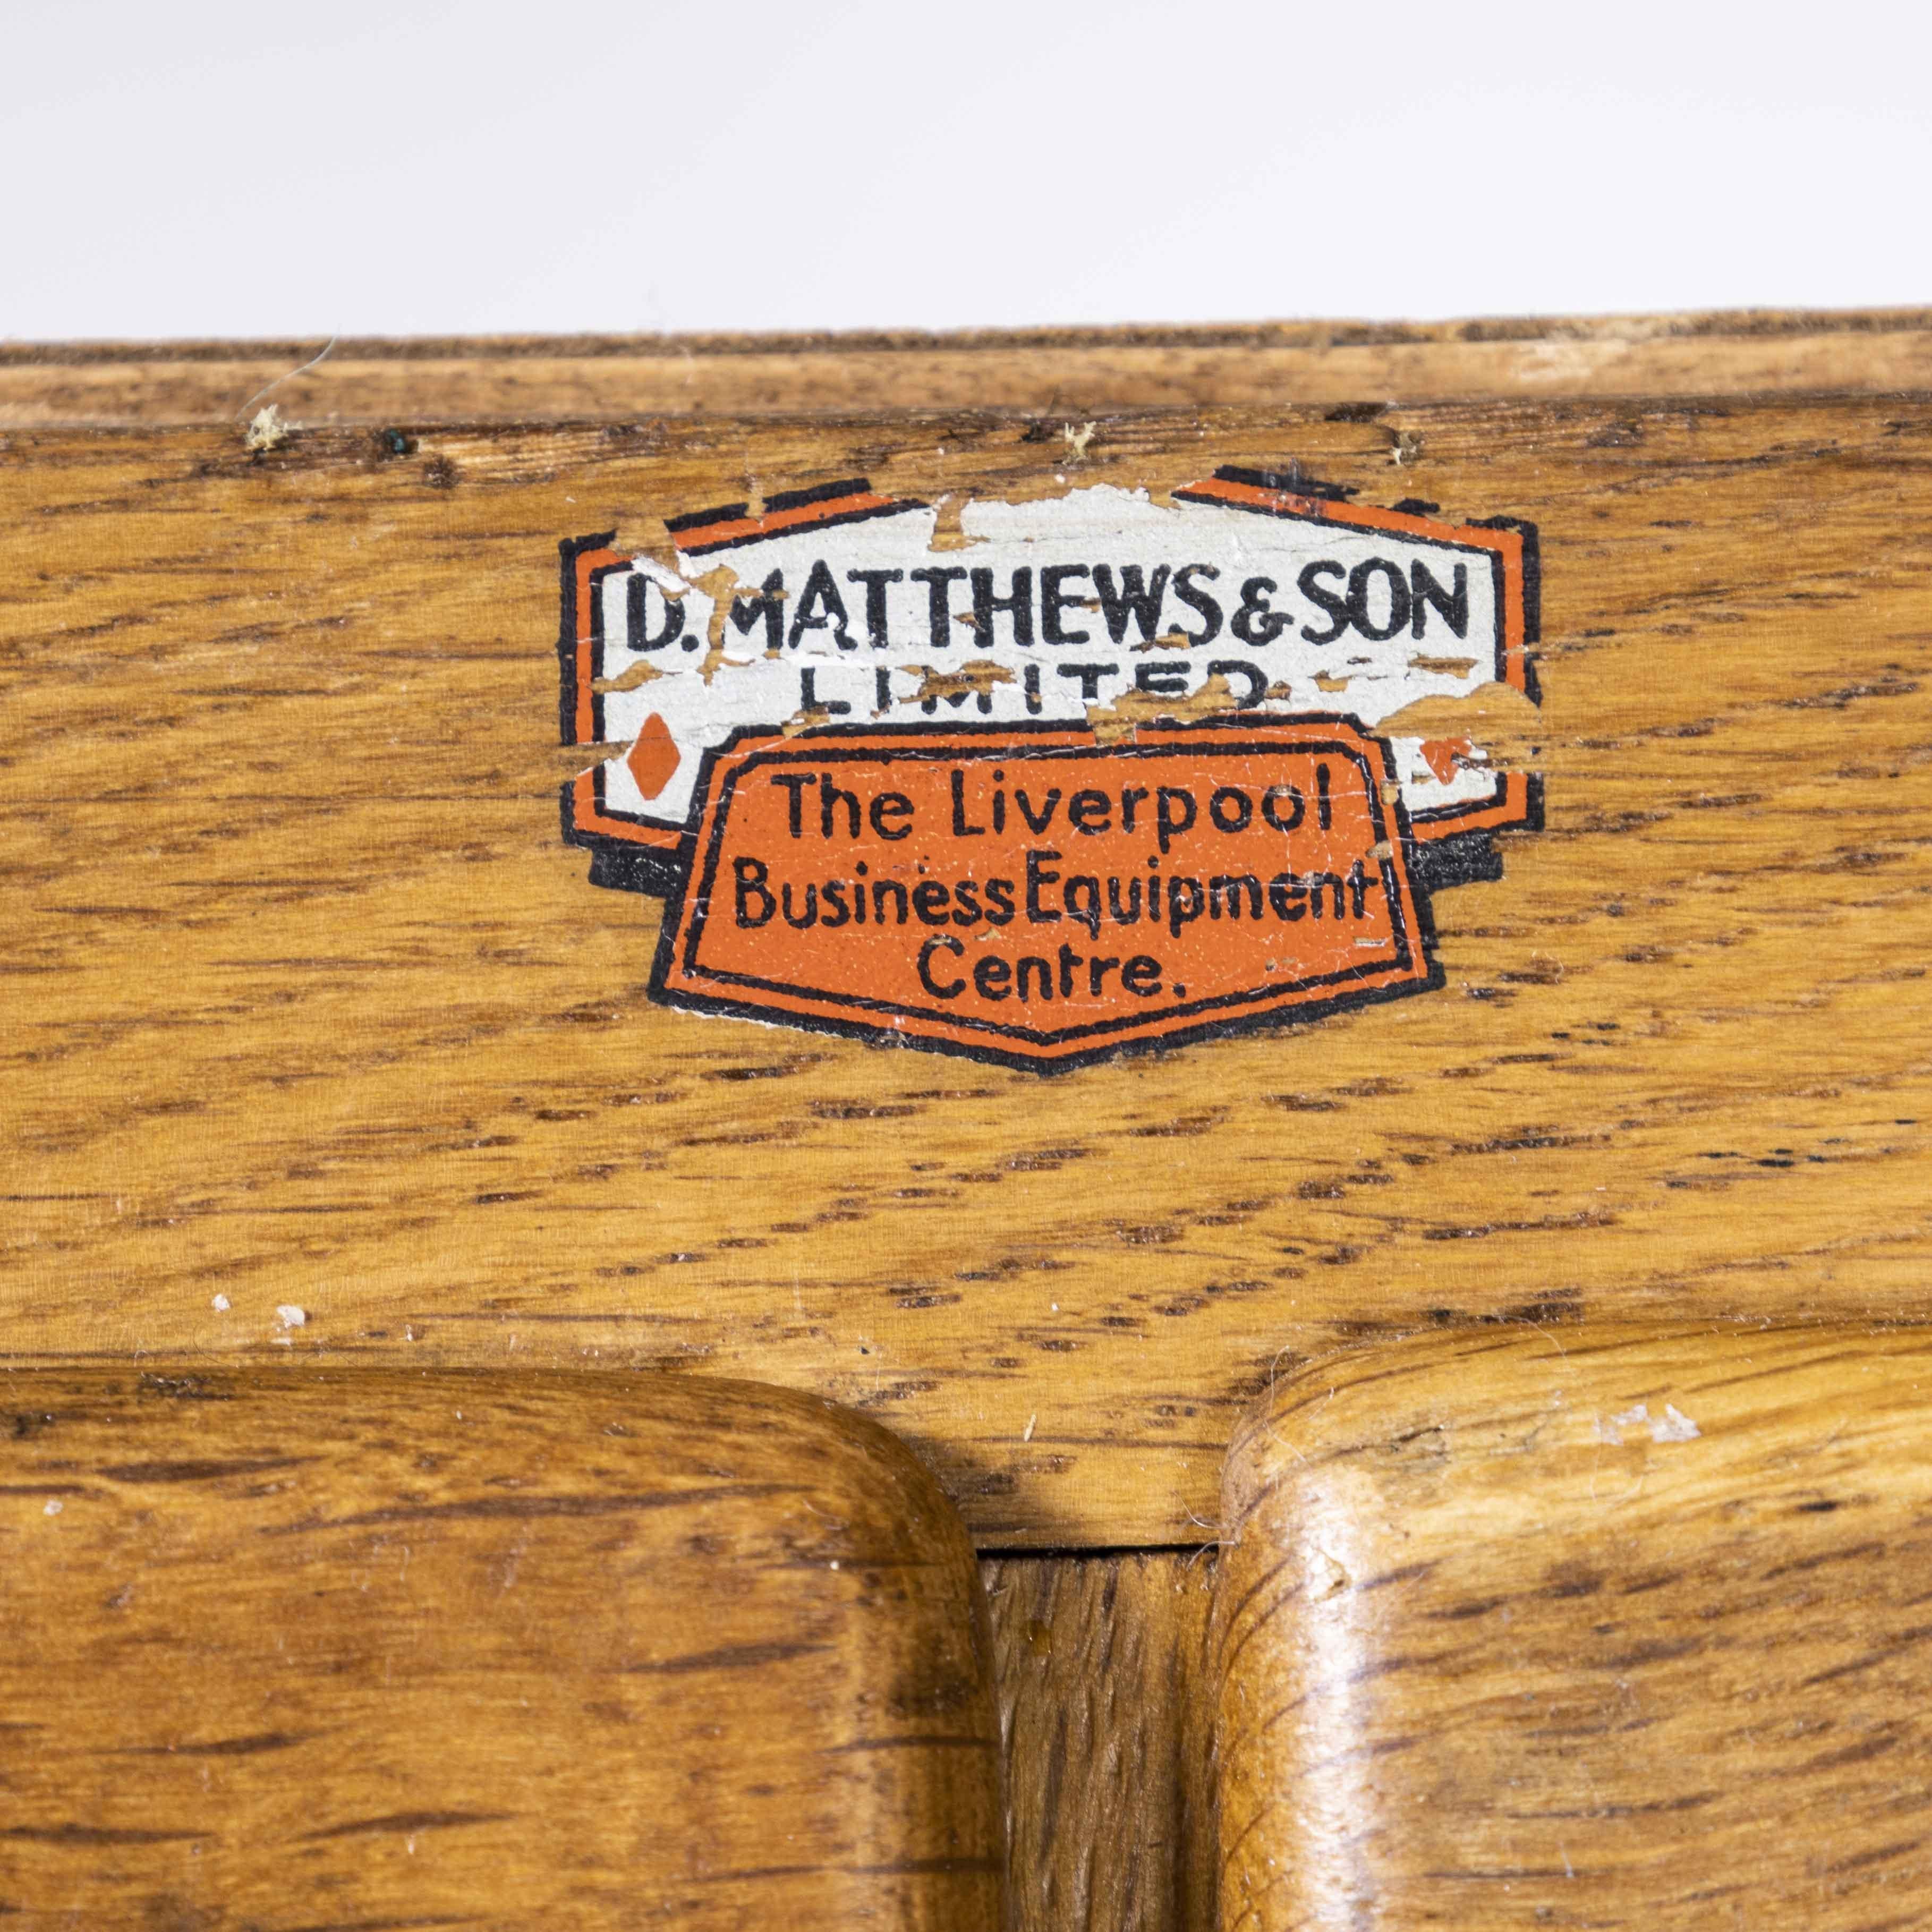 D. MATTHEWS & SON
LIMITED
The Liverpool
Business Equipment
Centre.